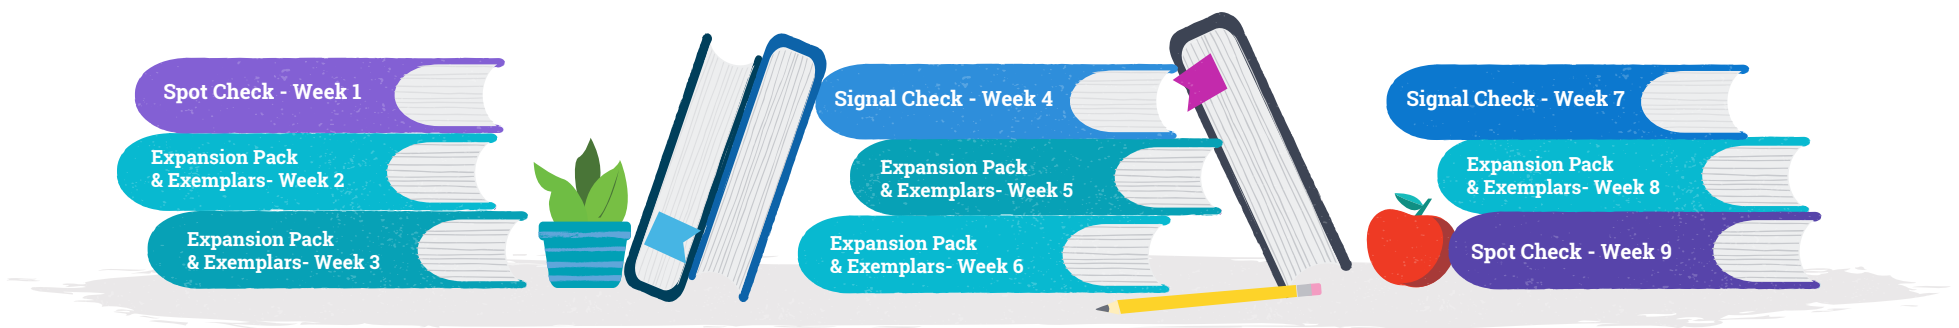 Spot Check - Week 1
Expansion Pack
& Exemplars- Week 2
Expansion Pack
& Exemplars- Week 3
Signal Check - Week 4
Expansion Pack
& Exemplars- Week 5
Expansion Pack
& Exemplars- Week 6
Signal Check - Week 7
Expansion Pack
& Exemplars- Week 8
Spot Check - Week 9